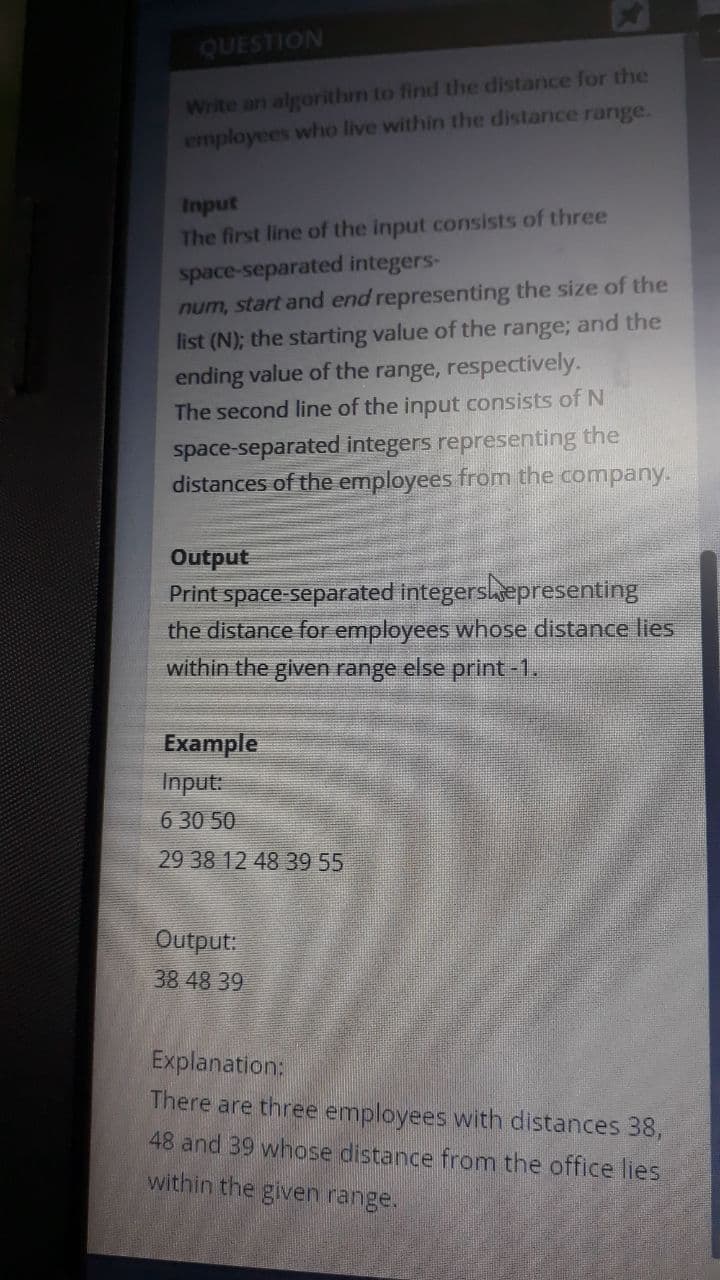 QUESTION
Write an algorithm to find the distance for the
employees who live within the distance range.
Input
The first line of the input consists of three
space-separated integers-
num, start and end representing the size of the
list (N); the starting value of the range; and the
ending value of the range, respectively.
The second line of the input consists of N
space-separated integers representing the
distances of the employees from the company.
Output
Print space-separated integers representing
the distance for employees whose distance lies
within the given range else print -1.
Example
Input:
6 30 50
29 38 12 48 39 55
Output:
38 48 39
Explanation:
There are three employees with distances 38,
48 and 39 whose distance from the office lies
within the given range.